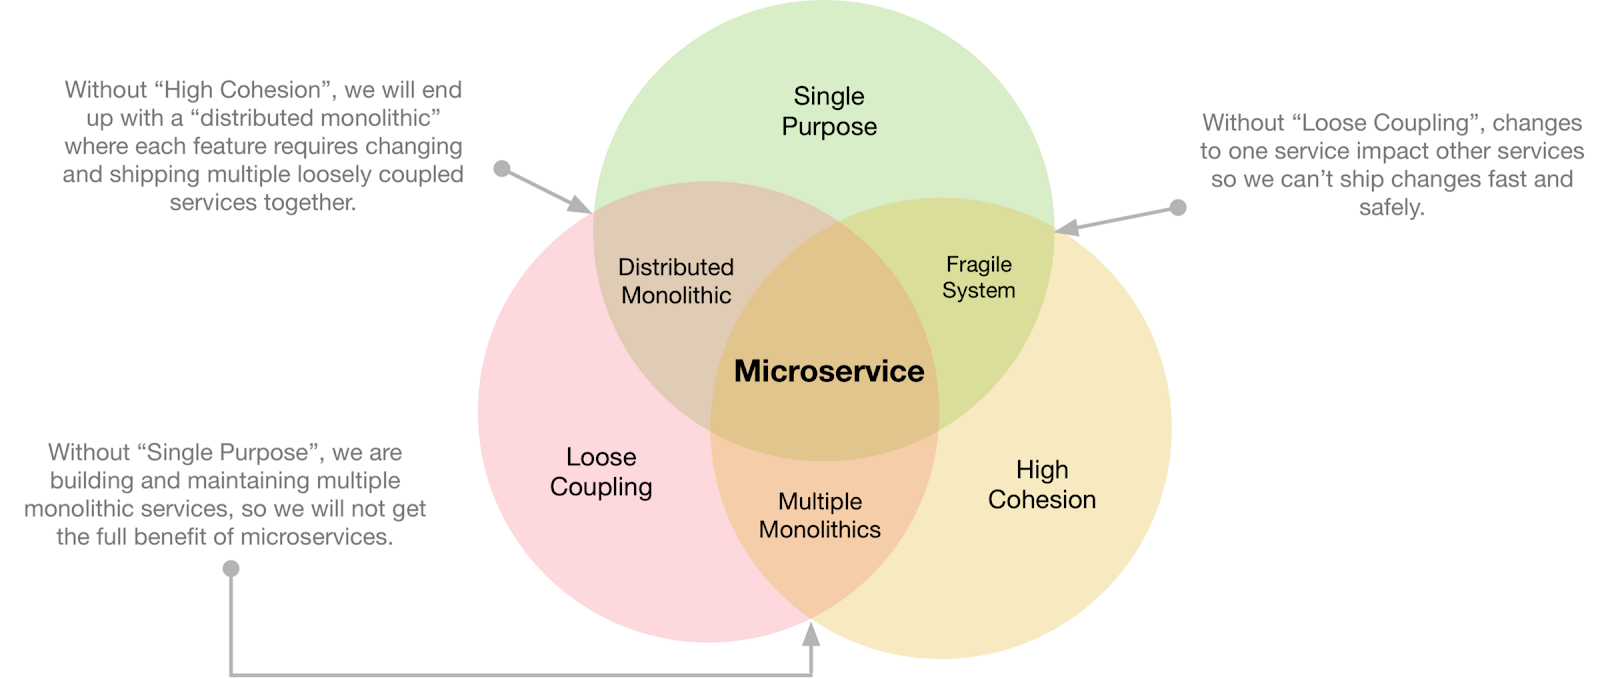 Without “High Cohesion”, we will end
up with a “distributed monolithic”
where each feature requires changing
and shipping multiple loosely coupled
services together.
Single
Purpose
Without “Loose Coupling”, changes
to one service impact other services
so we can’t ship changes fast and
safely.
Distributed
Monolithic
Fragile
System
Microservice
Without “Single Purpose”, we are
building and maintaining multiple
monolithic services, so we will not get
the full benefit of microservices.
Loose
Coupling
Multiple
Monolithics
High
Cohesion